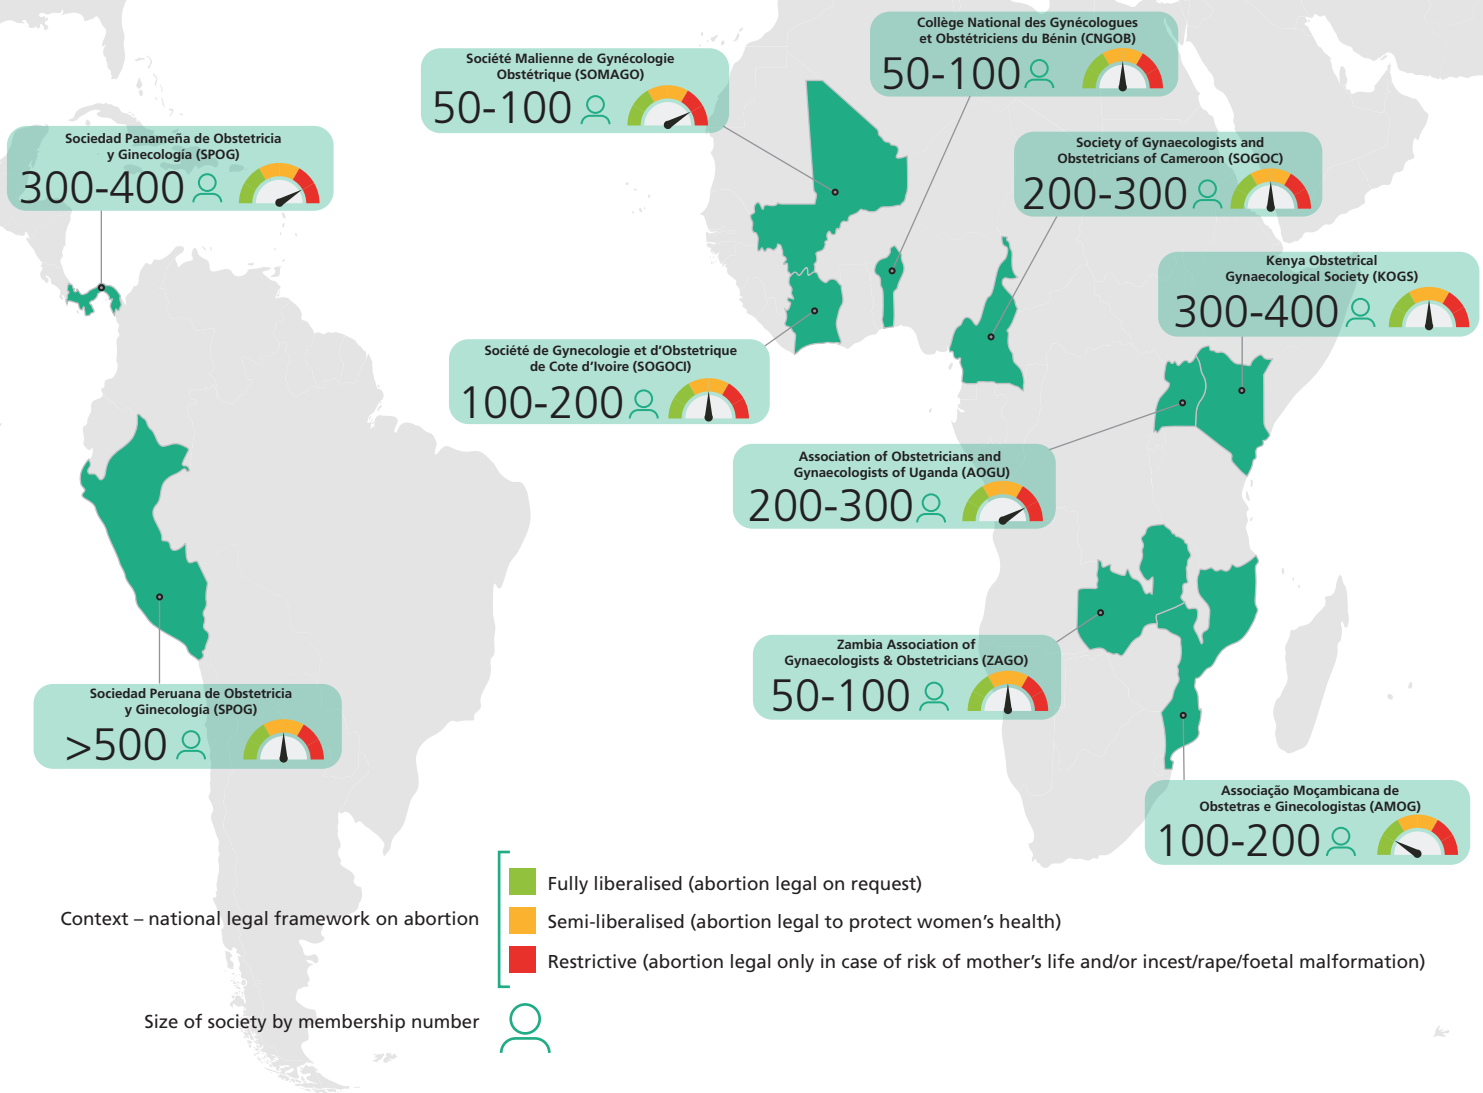 Collège National des Gynécologues
et Obstétriciens du Bénin (CNGOB)
50-100
Société Malienne de Gynécologie
Obstétrique (SOMAGO)
50-100
Sociedad Panameña de Obstetricia
y Ginecología (SPOG)
300-400
Society of Gynaecologists and
Obstetricians of Cameroon (SOGOC)
200-300
Kenya Obstetrical
Gynaecological Society (KOGS)
300-400
Société de Gynecologie et d’Obstetrique
de Cote d’Ivoire (SOGOCI)
100-200
Association of Obstetricians and
Gynaecologists of Uganda (AOGU)
200-300
Zambia Association of
Gynaecologists & Obstetricians (ZAGO)
50-100
Sociedad Peruana de Obstetricia
y Ginecología (SPOG)
>500
Associação Moçambicana de
Obstetras e Ginecologistas (AMOG)
100-200
Context – national legal framework on abortion
Fully liberalised (abortion legal on request)
Semi-liberalised (abortion legal to protect women’s health)
Restrictive (abortion legal only in case of risk of mother’s life and/or incest/rape/foetal malformation)
Size of society by membership number